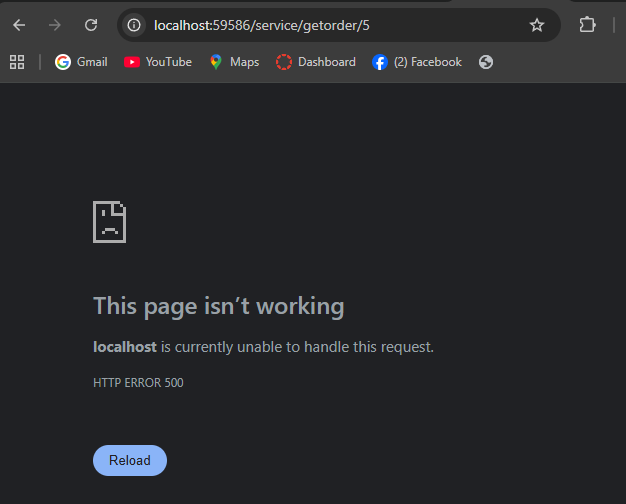 localhost:59586/service/getorder/5
Gmail YouTube Maps Dashboard (2) Facebook
This page isn’t working
localhost is currently unable to handle this request.
HTTP ERROR 500
Reload